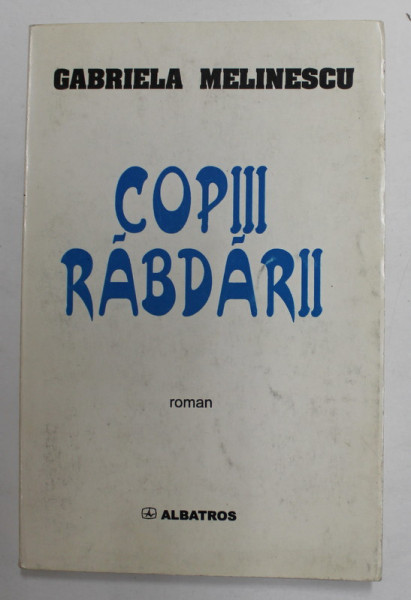 GABRIELA MELINESCU
COPIII
RĂBDĂRII
roman
ALBATROS